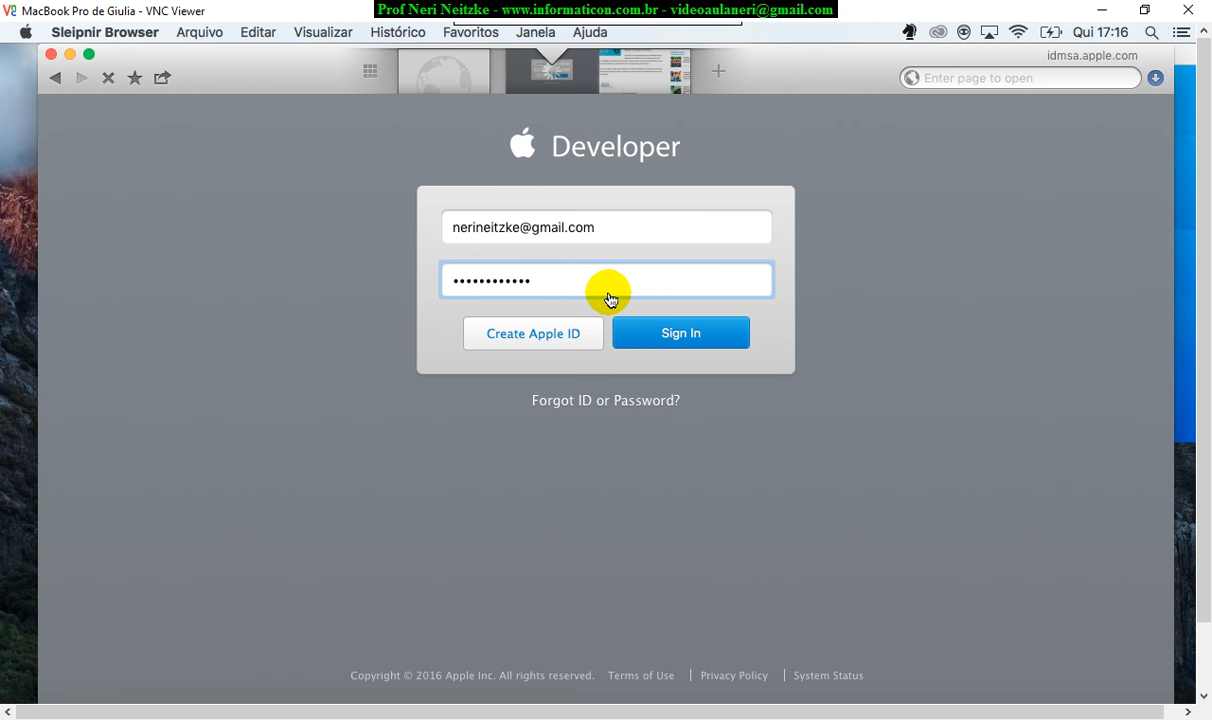 MacBook Pro de Giulia - VNC Viewer
Prof Neri Neitzke - www.informaticon.com.br - videoaulaneri@gmail.com
Sleipnir Browser Arquivo Editar Visualizar Histórico Favoritos Janela Ajuda Qui 17:16
idmsa.apple.com
Enter page to open
Developer
nerineitzke@gmail.com
••••••••••••
Create Apple ID Sign In
Forgot ID or Password?
Copyright © 2016 Apple Inc. All rights reserved. Terms of Use | Privacy Policy | System Status